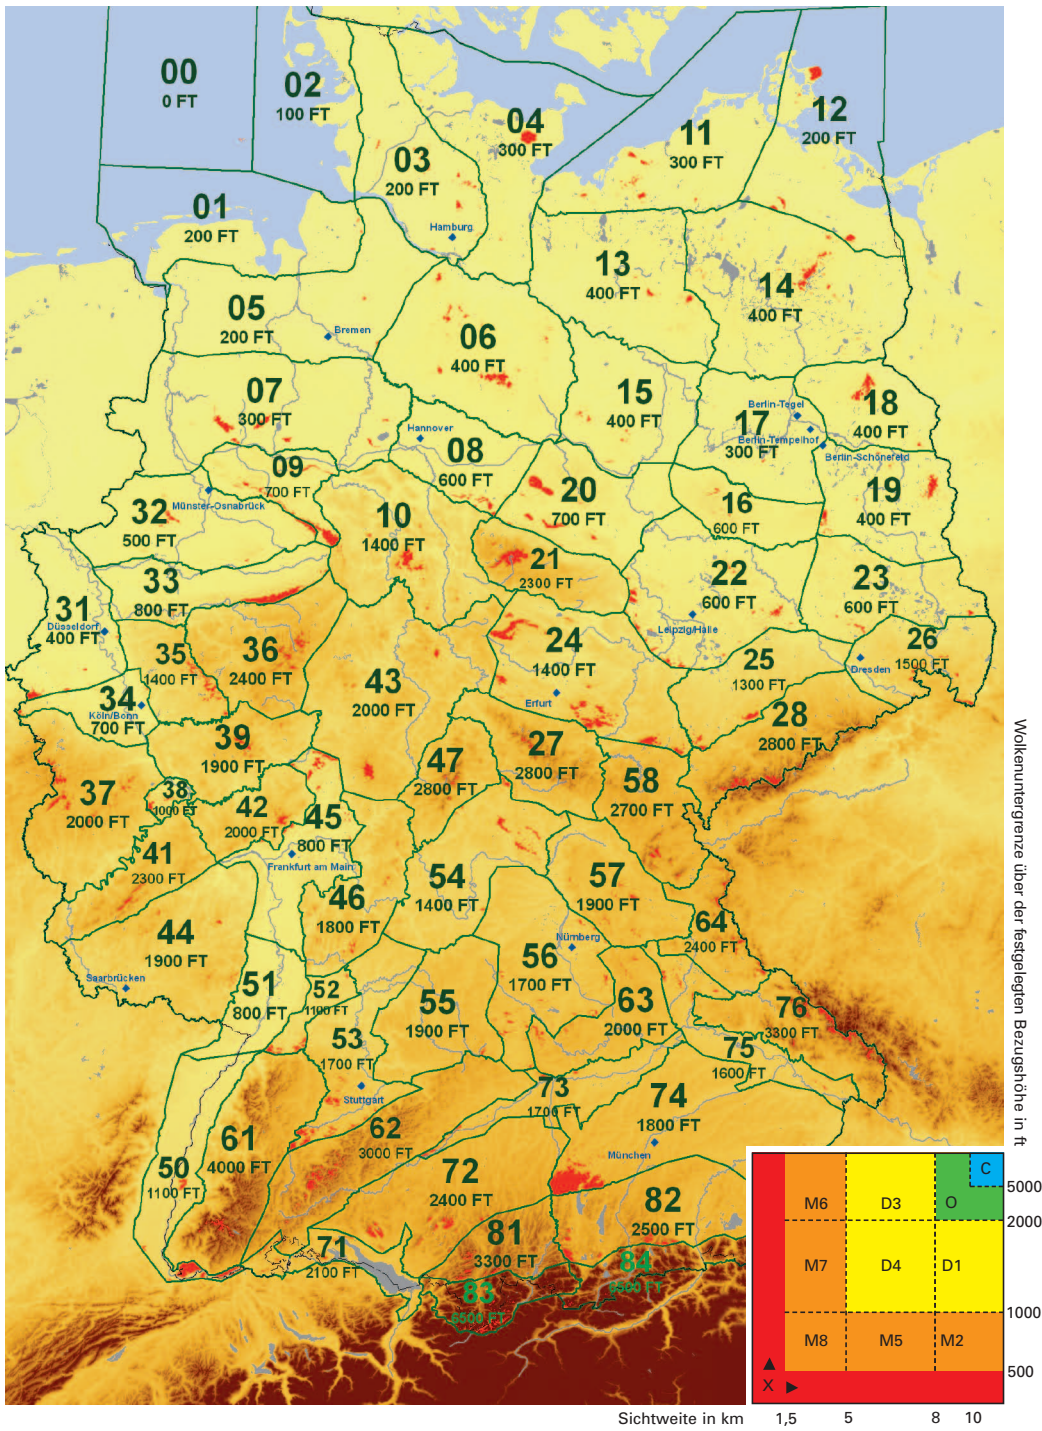 00
0 FT
02
100 FT
04
300 FT
12
200 FT
11
300 FT
03
200 FT
01
200 FT
Hamburg
13
400 FT
14
400 FT
05
200 FT
Bremen
06
400 FT
07
300 FT
15
400 FT
Berlin-Tegel
17
Berlin-Tempelhof
300 FT
18
400 FT
Berlin-Schönefeld
Hannover
08
600 FT
09
700 FT
Münster-Osnabrück
32
500 FT
10
1400 FT
20
700 FT
16
600 FT
19
400 FT
21
2300 FT
22
600 FT
Leipzig/Halle
23
600 FT
33
800 FT
31
Düsseldorf
400 FT
35
1400 FT
36
2400 FT
24
1400 FT
Erfurt
25
1300 FT
26
1500 FT
Dresden
34
Köln/Bonn
700 FT
43
2000 FT
28
2800 FT
39
1900 FT
47
2800 FT
27
2800 FT
58
2700 FT
37
2000 FT
38
1000 FT
42
2000 FT
45
800 FT
Frankfurt am Main
41
2300 FT
46
1800 FT
54
1400 FT
57
1900 FT
64
2400 FT
44
1900 FT
Saarbrücken
Nürnberg
56
1700 FT
51
800 FT
52
1100 FT
55
1900 FT
63
2000 FT
76
3300 FT
53
1700 FT
Stuttgart
75
1600 FT
73
1700 FT
74
1800 FT
München
61
4000 FT
62
3000 FT
50
1100 FT
72
2400 FT
82
2500 FT
71
2100 FT
81
3300 FT
83
6500 FT
84
6500 FT
Wolkenuntergrenze über der festgelegten Bezugshöhe in ft
C
5000
M6 D3 O
2000
M7 D4 D1
1000
M8 M5 M2
500
X
Sichtweite in km 1,5 5 8 10